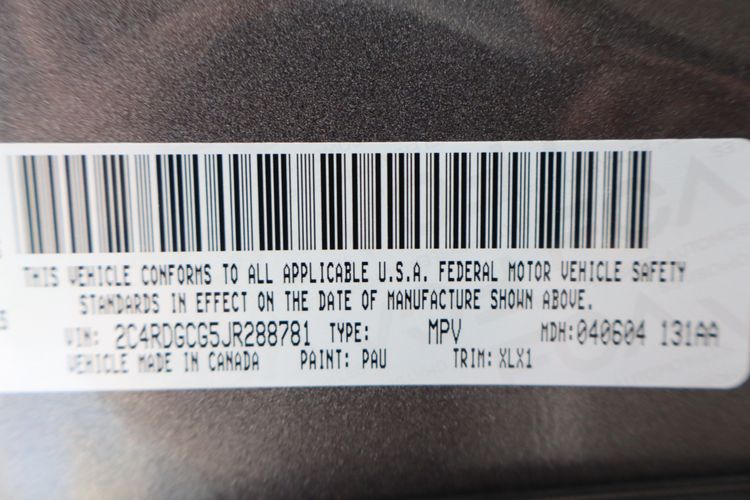 THIS VEHICLE CONFORMS TO ALL APPLICABLE U.S.A. FEDERAL MOTOR VEHICLE SAFETY
STANDARDS IN EFFECT ON THE DATE OF MANUFACTURE SHOWN ABOVE.
VIN: 2C4RDGCG5JR288781 TYPE: MPV MDH:040604 131AA
VEHICLE MADE IN CANADA PAINT: PAU TRIM: XLX1